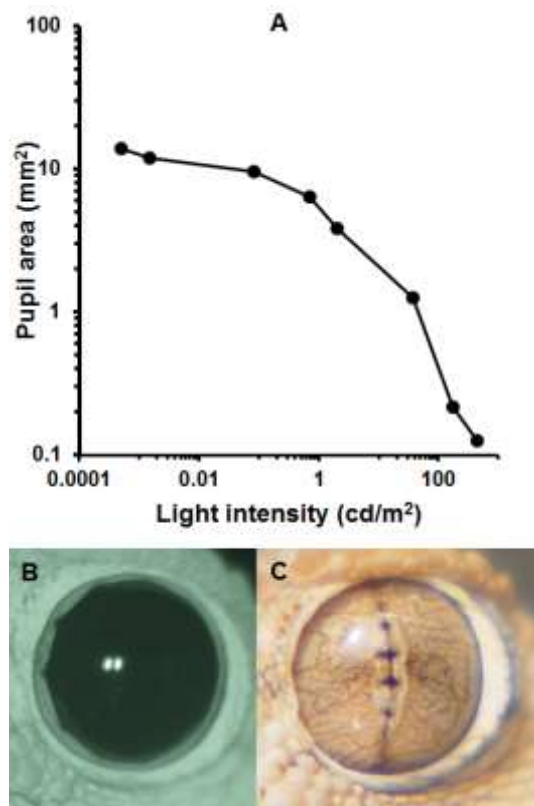 A
100
10
1
0.1
Pupil area (mm²)
0.0001 0.01 1 100
Light intensity (cd/m²)
B C